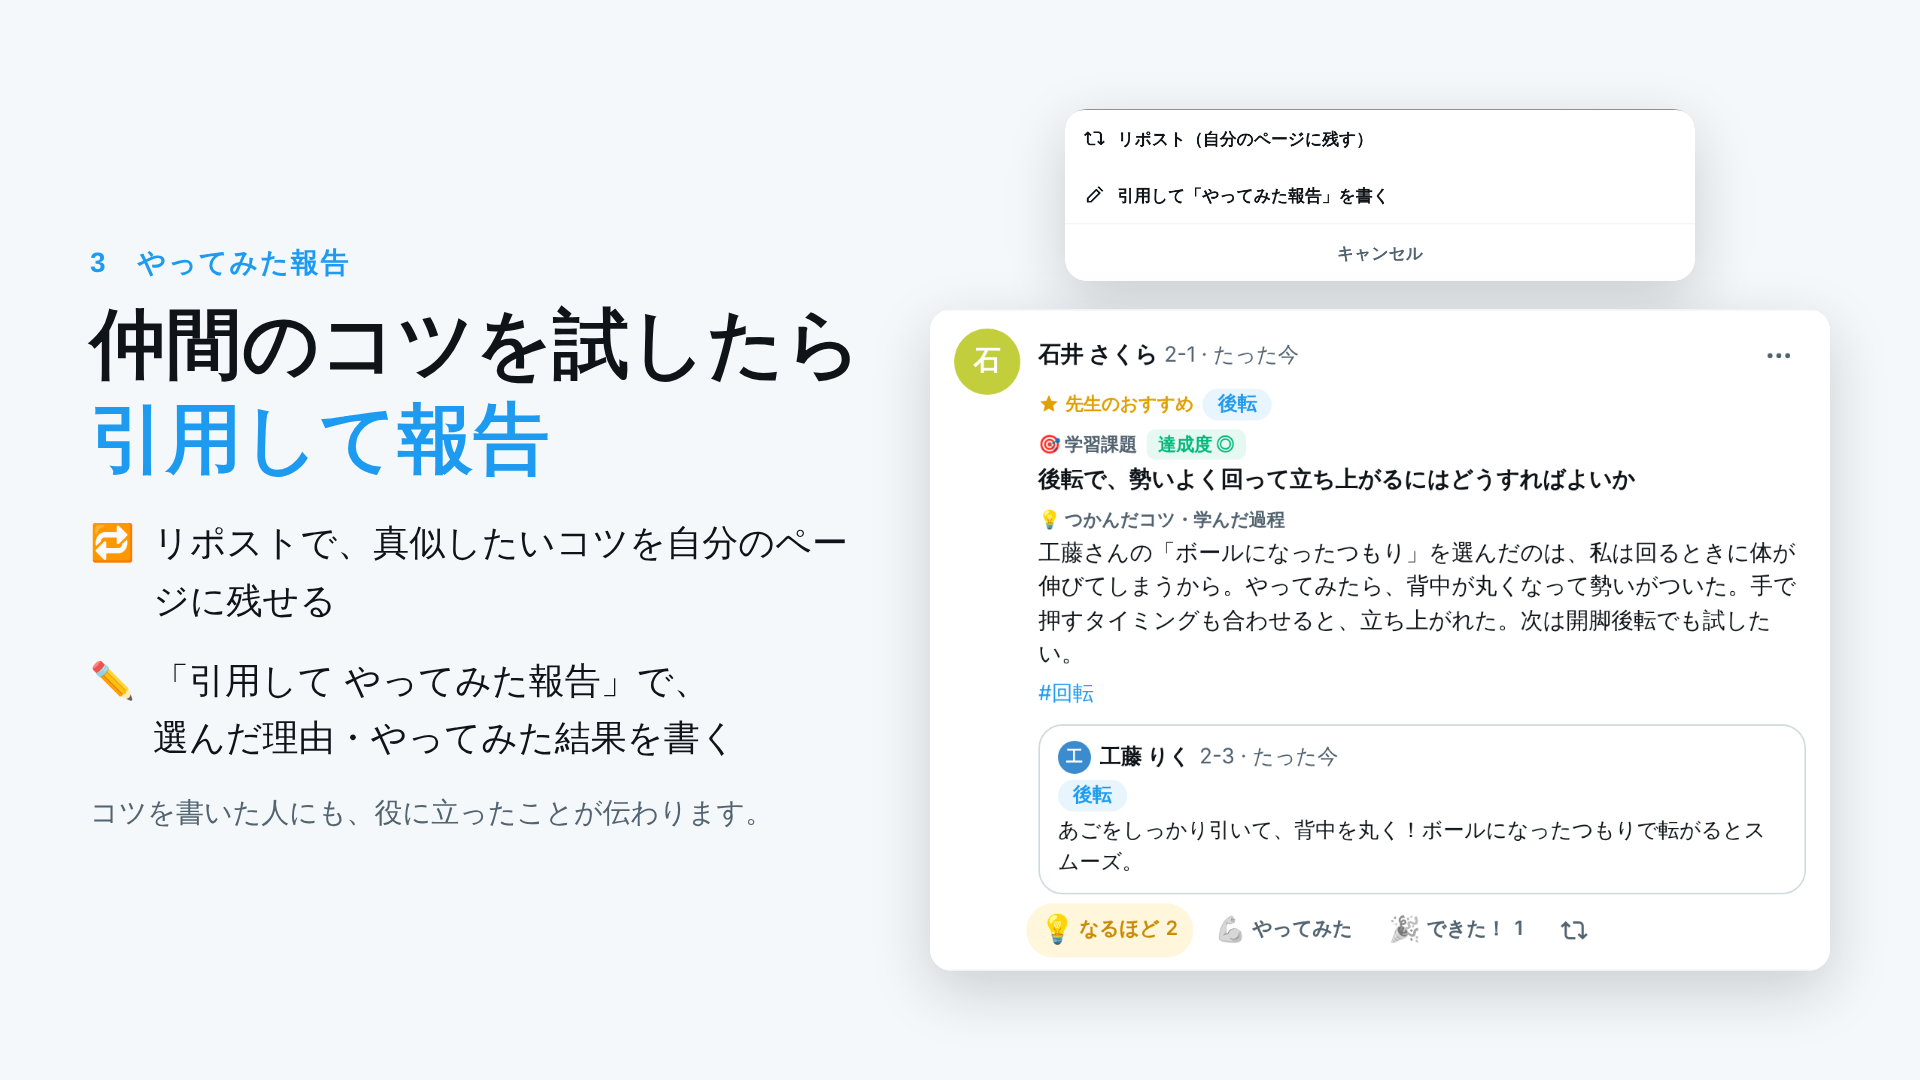 3 やってみた報告
仲間のコツを試したら
引用して報告
🔁 リポストで、真似したいコツを自分のペー
ジに残せる
✏️ 「引用して やってみた報告」で、
選んだ理由・やってみた結果を書く
コツを書いた人にも、役に立ったことが伝わります。
リポスト（自分のページに残す）
引用して「やってみた報告」を書く
キャンセル
石
石井 さくら 2-1 · たった今
★ 先生のおすすめ 後転
🎯 学習課題 達成度 ◎
後転で、勢いよく回って立ち上がるにはどうすればよいか
💡 つかんだコツ・学んだ過程
工藤さんの「ボールになったつもり」を選んだのは、私は回るときに体が
伸びてしまうから。やってみたら、背中が丸くなって勢いがついた。手で
押すタイミングも合わせると、立ち上がれた。次は開脚後転でも試した
い。
#回転
工 工藤 りく 2-3 · たった今
後転
あごをしっかり引いて、背中を丸く！ボールになったつもりで転がるとス
ムーズ。
💡 なるほど 2 💪 やってみた 🎉 できた！ 1